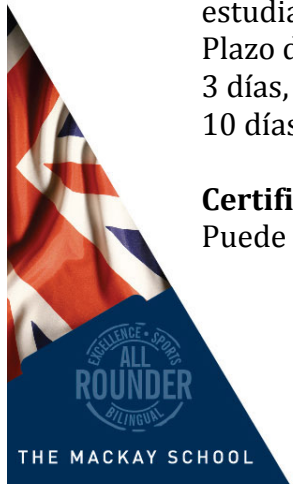 estudia
Plazo d
3 días,
10 días
Certifi
Puede
EXCELLENCE • SPORTS
ALL
ROUNDER
BILINGUAL
THE MACKAY SCHOOL